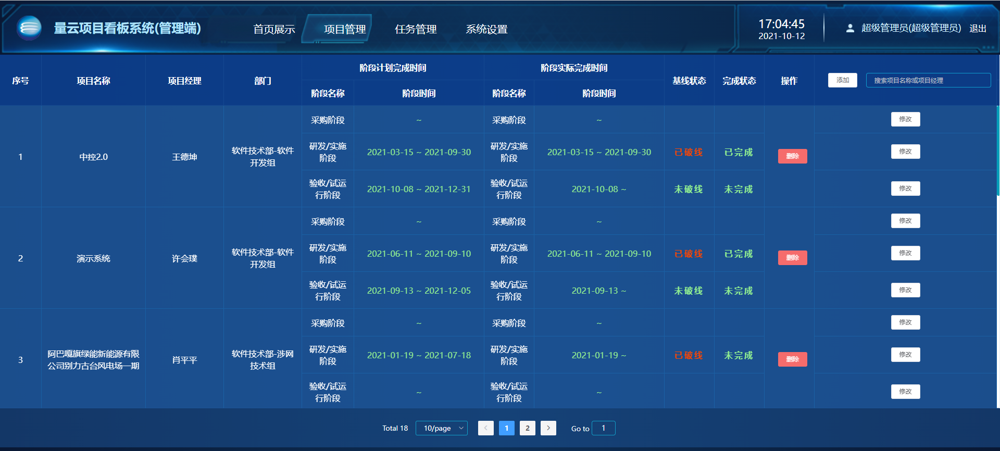 量云项目看板系统(管理端)
首页展示
项目管理
任务管理
系统设置
17:04:45
2021-10-12
超级管理员(超级管理员)
退出
序号
项目名称
项目经理
部门
阶段计划完成时间
阶段实际完成时间
阶段名称
阶段时间
阶段名称
阶段时间
基线状态
完成状态
操作
添加
搜索项目名称或项目经理
1
中控2.0
王德坤
软件技术部-软件
开发组
采购阶段
~
采购阶段
~
修改
研发/实施
阶段
2021-03-15 ~ 2021-09-30
研发/实施
阶段
2021-03-15 ~ 2021-09-30
已破线
已完成
删除
修改
验收/试运
行阶段
2021-10-08 ~ 2021-12-31
验收/试运
行阶段
2021-10-08 ~
未破线
未完成
修改
2
演示系统
许会璞
软件技术部-软件
开发组
采购阶段
~
采购阶段
~
修改
研发/实施
阶段
2021-06-11 ~ 2021-09-10
研发/实施
阶段
2021-06-11 ~ 2021-09-10
已破线
已完成
删除
修改
验收/试运
行阶段
2021-09-13 ~ 2021-12-05
验收/试运
行阶段
2021-09-13 ~
未破线
未完成
修改
3
阿巴嘎旗绿能新能源有限
公司别力古台风电场一期
肖平平
软件技术部-涉网
技术组
采购阶段
~
采购阶段
~
修改
研发/实施
阶段
2021-01-19 ~ 2021-07-18
研发/实施
阶段
2021-01-19 ~
已破线
未完成
删除
修改
验收/试运
行阶段
~
验收/试运
行阶段
~
修改
Total 18
10/page
1
2
Go to
1